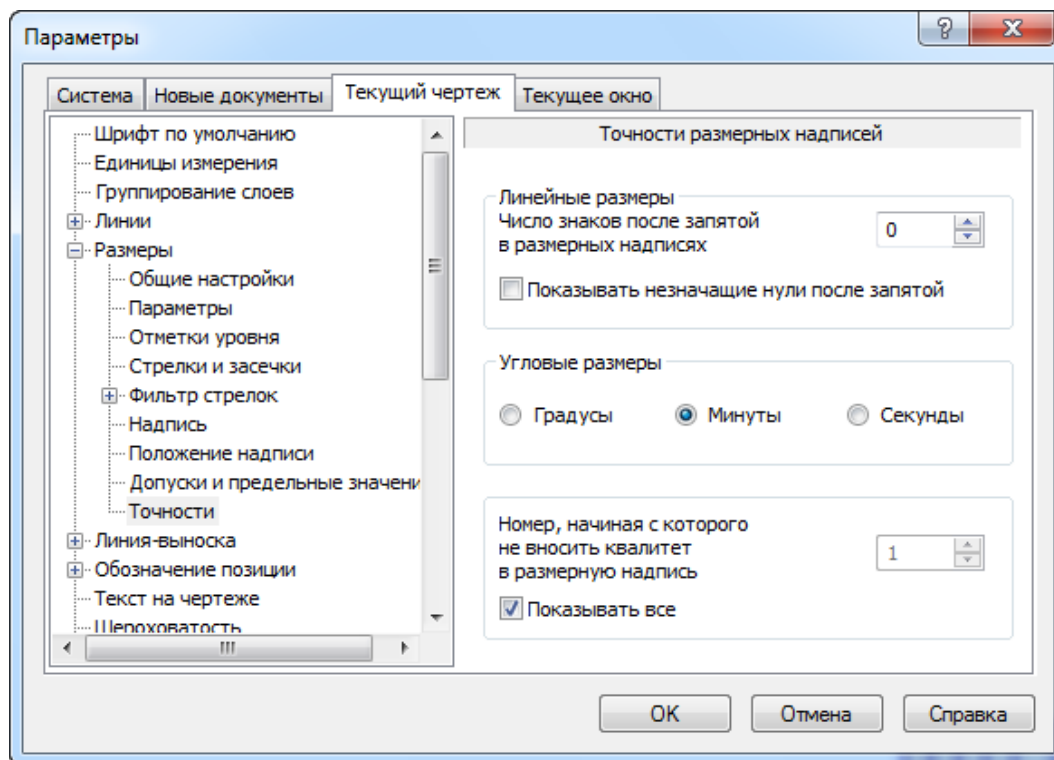 Параметры
Система Новые документы Текущий чертеж Текущее окно
Шрифт по умолчанию
Единицы измерения
Группирование слоев
Линии
Размеры
Общие настройки
Параметры
Отметки уровня
Стрелки и засечки
Фильтр стрелок
Надпись
Положение надписи
Допуски и предельные значени
Точности
Линия-выноска
Обозначение позиции
Текст на чертеже
Шероховатость
Точности размерных надписей
Линейные размеры
Число знаков после запятой
в размерных надписях
0
Показывать незначащие нули после запятой
Угловые размеры
Градусы Минуты Секунды
Номер, начиная с которого
не вносить квалитет
в размерную надпись
1
Показывать все
OK Отмена Справка